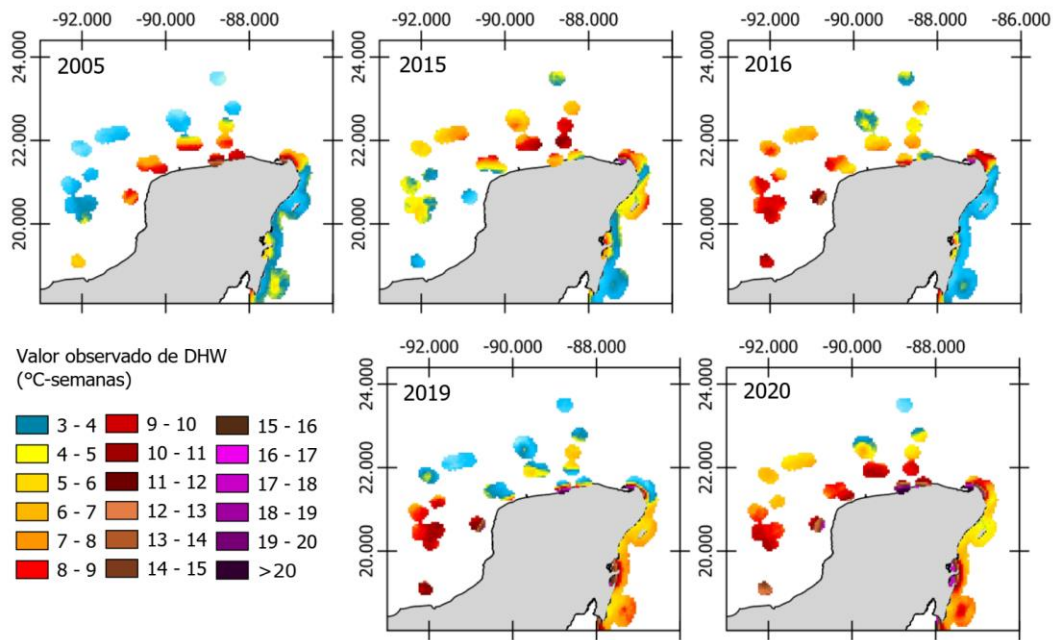 -92.000 -90.000 -88.000 -92.000 -90.000 -88.000 -92.000 -90.000 -88.000 -86.000
24.000
22.000
20.000
2005
24.000
22.000
20.000
2015
24.000
22.000
20.000
2016
Valor observado de DHW
(°C-semanas)
3 - 4 9 - 10 15 - 16
4 - 5 10 - 11 16 - 17
5 - 6 11 - 12 17 - 18
6 - 7 12 - 13 18 - 19
7 - 8 13 - 14 19 - 20
8 - 9 14 - 15 >20
-92.000 -90.000 -88.000 -92.000 -90.000 -88.000 -86.000
24.000
22.000
20.000
2019
24.000
22.000
20.000
2020